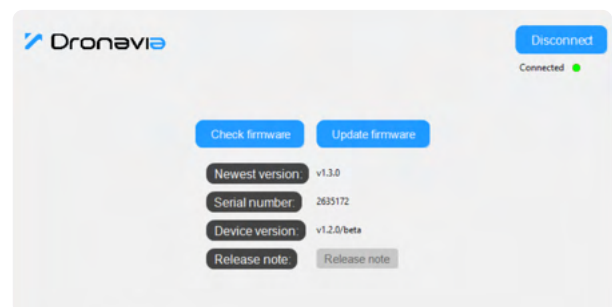 Dronavia
Disconnect
Connected
Check firmware Update firmware
Newest version: v1.3.0
Serial number: 2635172
Device version: v1.2.0/beta
Release note: Release note